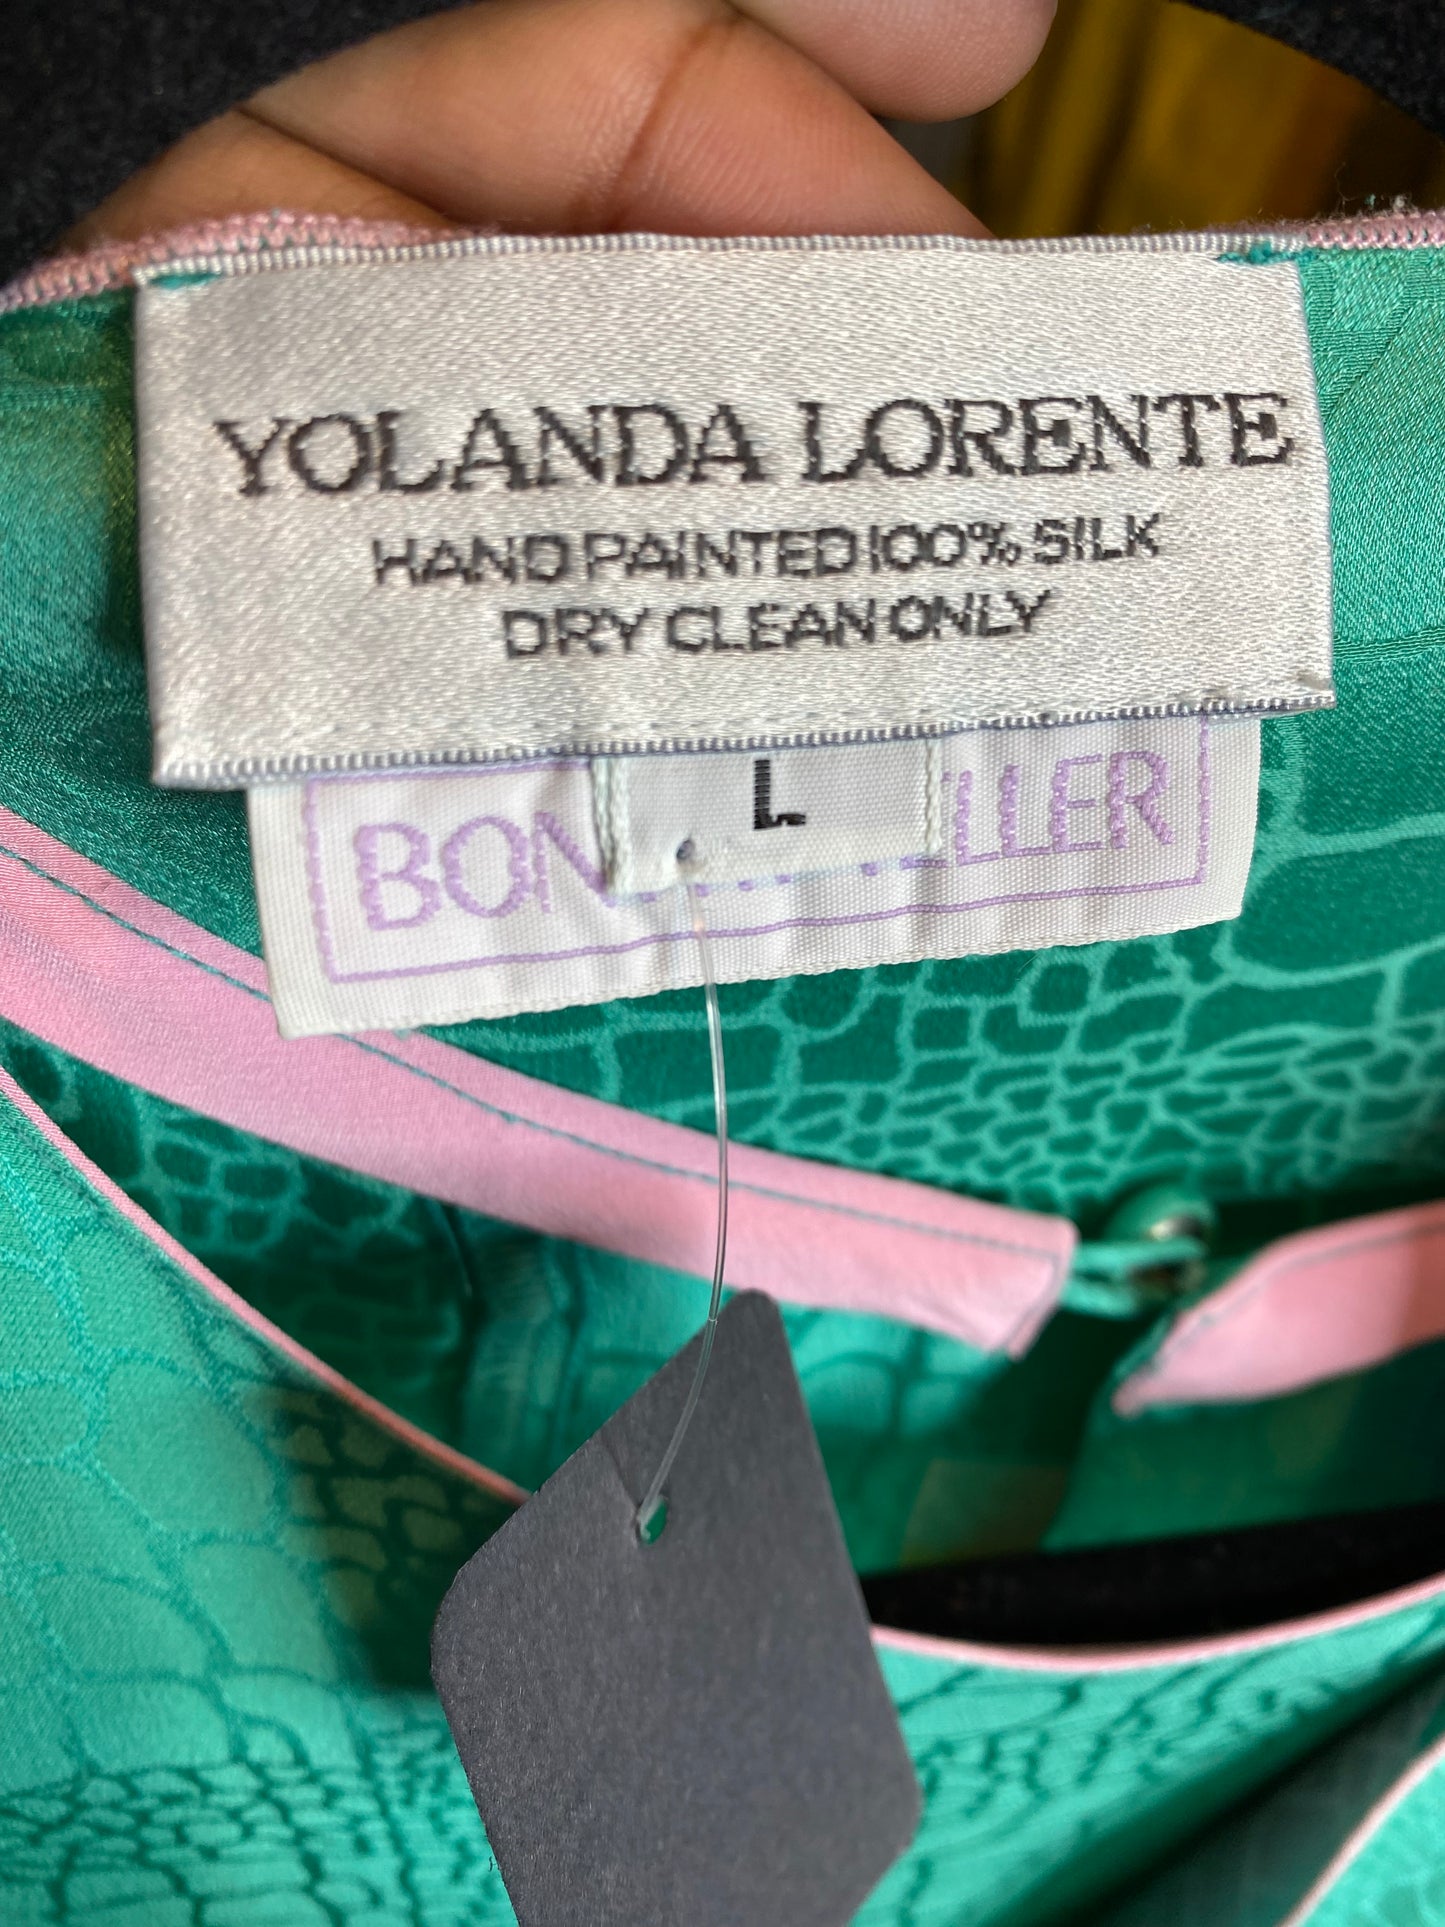 YOLANDA LORENTE
HAND PAINTED 100% SILK
DRY CLEAN ONLY
L